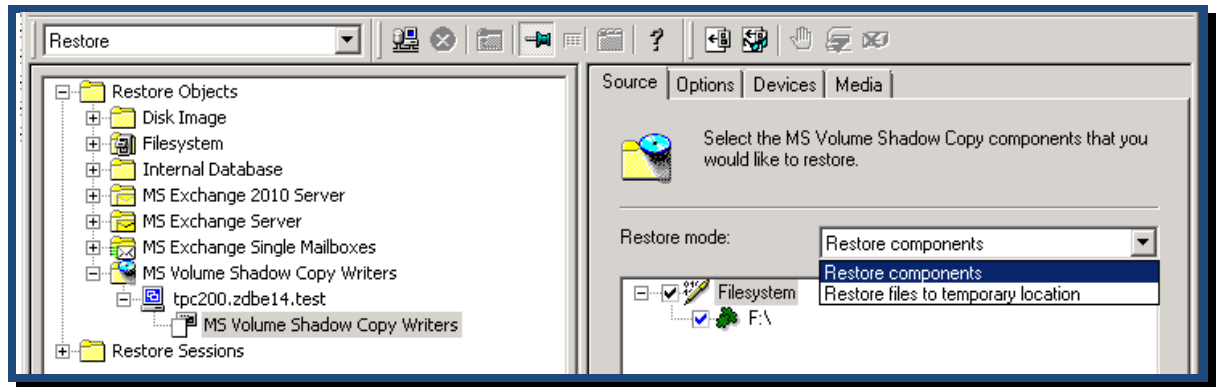 Restore
?
Restore Objects
Disk Image
Filesystem
Internal Database
MS Exchange 2010 Server
MS Exchange Server
MS Exchange Single Mailboxes
MS Volume Shadow Copy Writers
tpc200.zdbe14.test
MS Volume Shadow Copy Writers
Restore Sessions
Source Options Devices Media
Select the MS Volume Shadow Copy components that you
would like to restore.
Restore mode: Restore components
Restore components
Restore files to temporary location
Filesystem
F:\